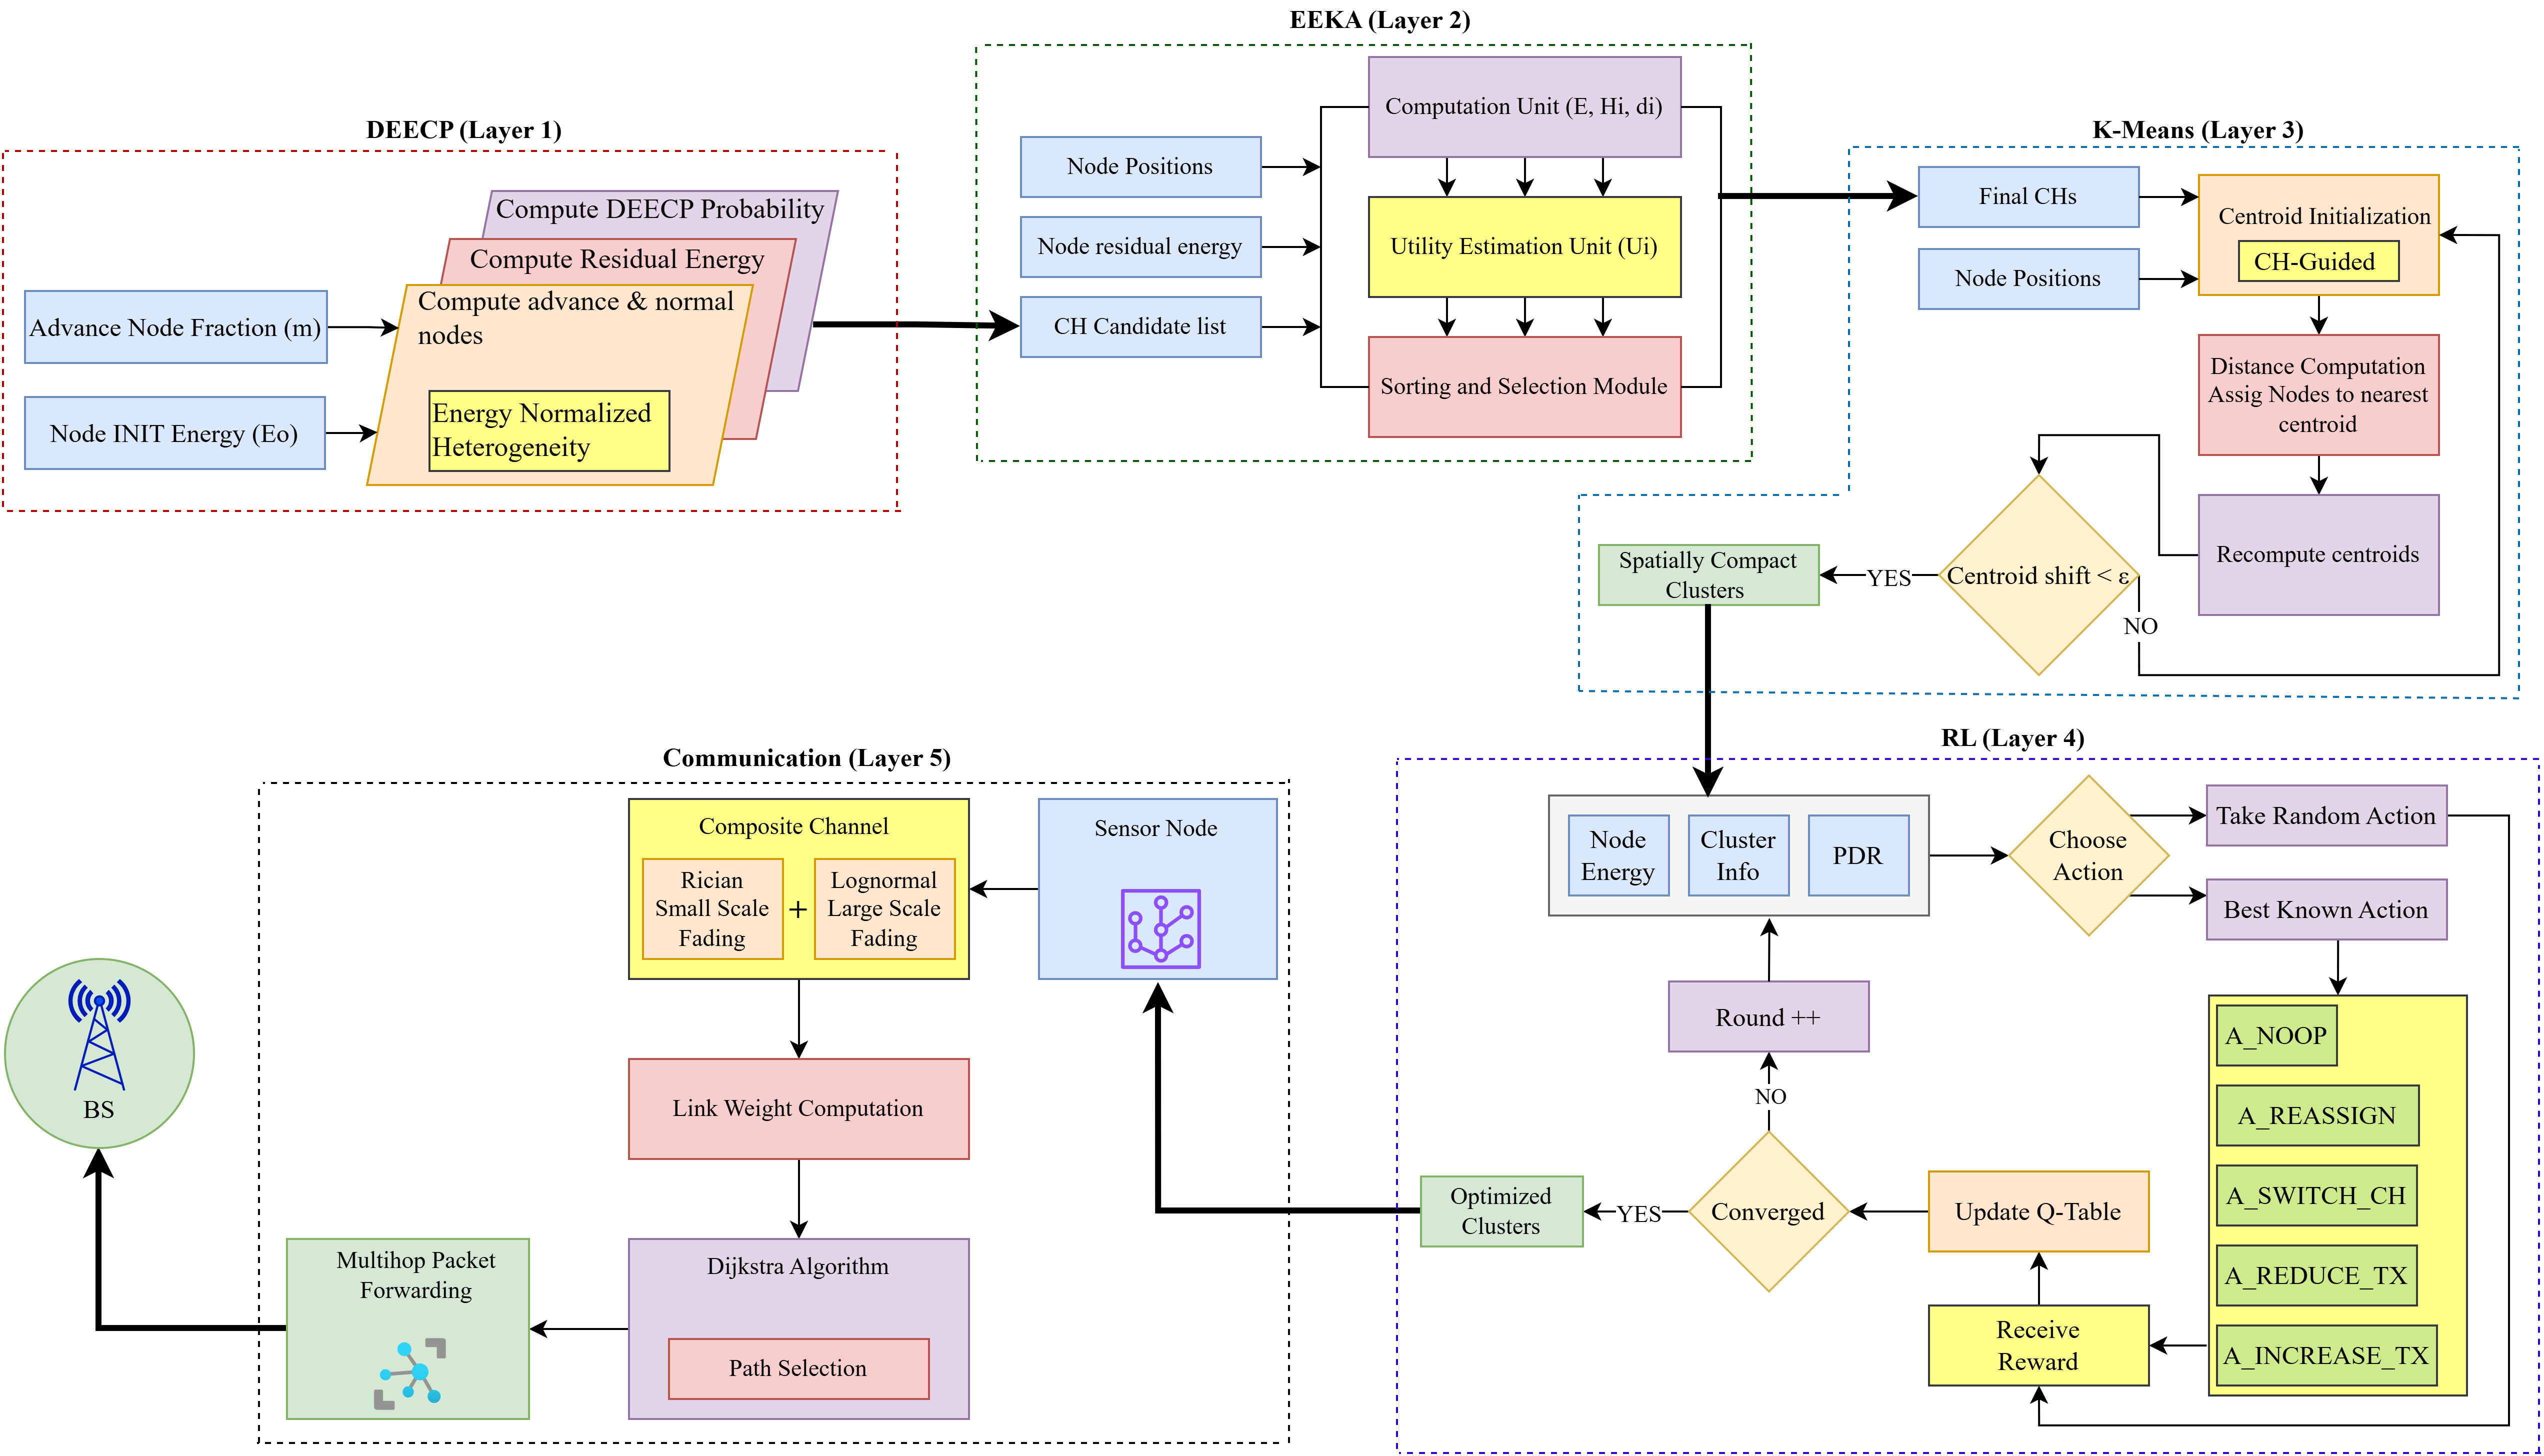 DEECP (Layer 1)
Advance Node Fraction (m)
Node INIT Energy (Eo)
Compute DEECP Probability
Compute Residual Energy
Compute advance & normal
nodes
Energy Normalized
Heterogeneity
EEKA (Layer 2)
Node Positions
Node residual energy
CH Candidate list
Computation Unit (E, Hi, di)
Utility Estimation Unit (Ui)
Sorting and Selection Module
K-Means (Layer 3)
Final CHs
Node Positions
Centroid Initialization
CH-Guided
Distance Computation
Assig Nodes to nearest
centroid
Recompute centroids
Centroid shift < ε
NO
YES
Spatially Compact
Clusters
RL (Layer 4)
Node
Energy
Cluster
Info
PDR
Choose
Action
Take Random Action
Best Known Action
A_NOOP
A_REASSIGN
A_SWITCH_CH
A_REDUCE_TX
A_INCREASE_TX
Receive
Reward
Update Q-Table
Converged
NO
Round ++
YES
Optimized
Clusters
Communication (Layer 5)
Sensor Node
Composite Channel
Rician
Small Scale
Fading
+
Lognormal
Large Scale
Fading
Link Weight Computation
Dijkstra Algorithm
Path Selection
Multihop Packet
Forwarding
BS